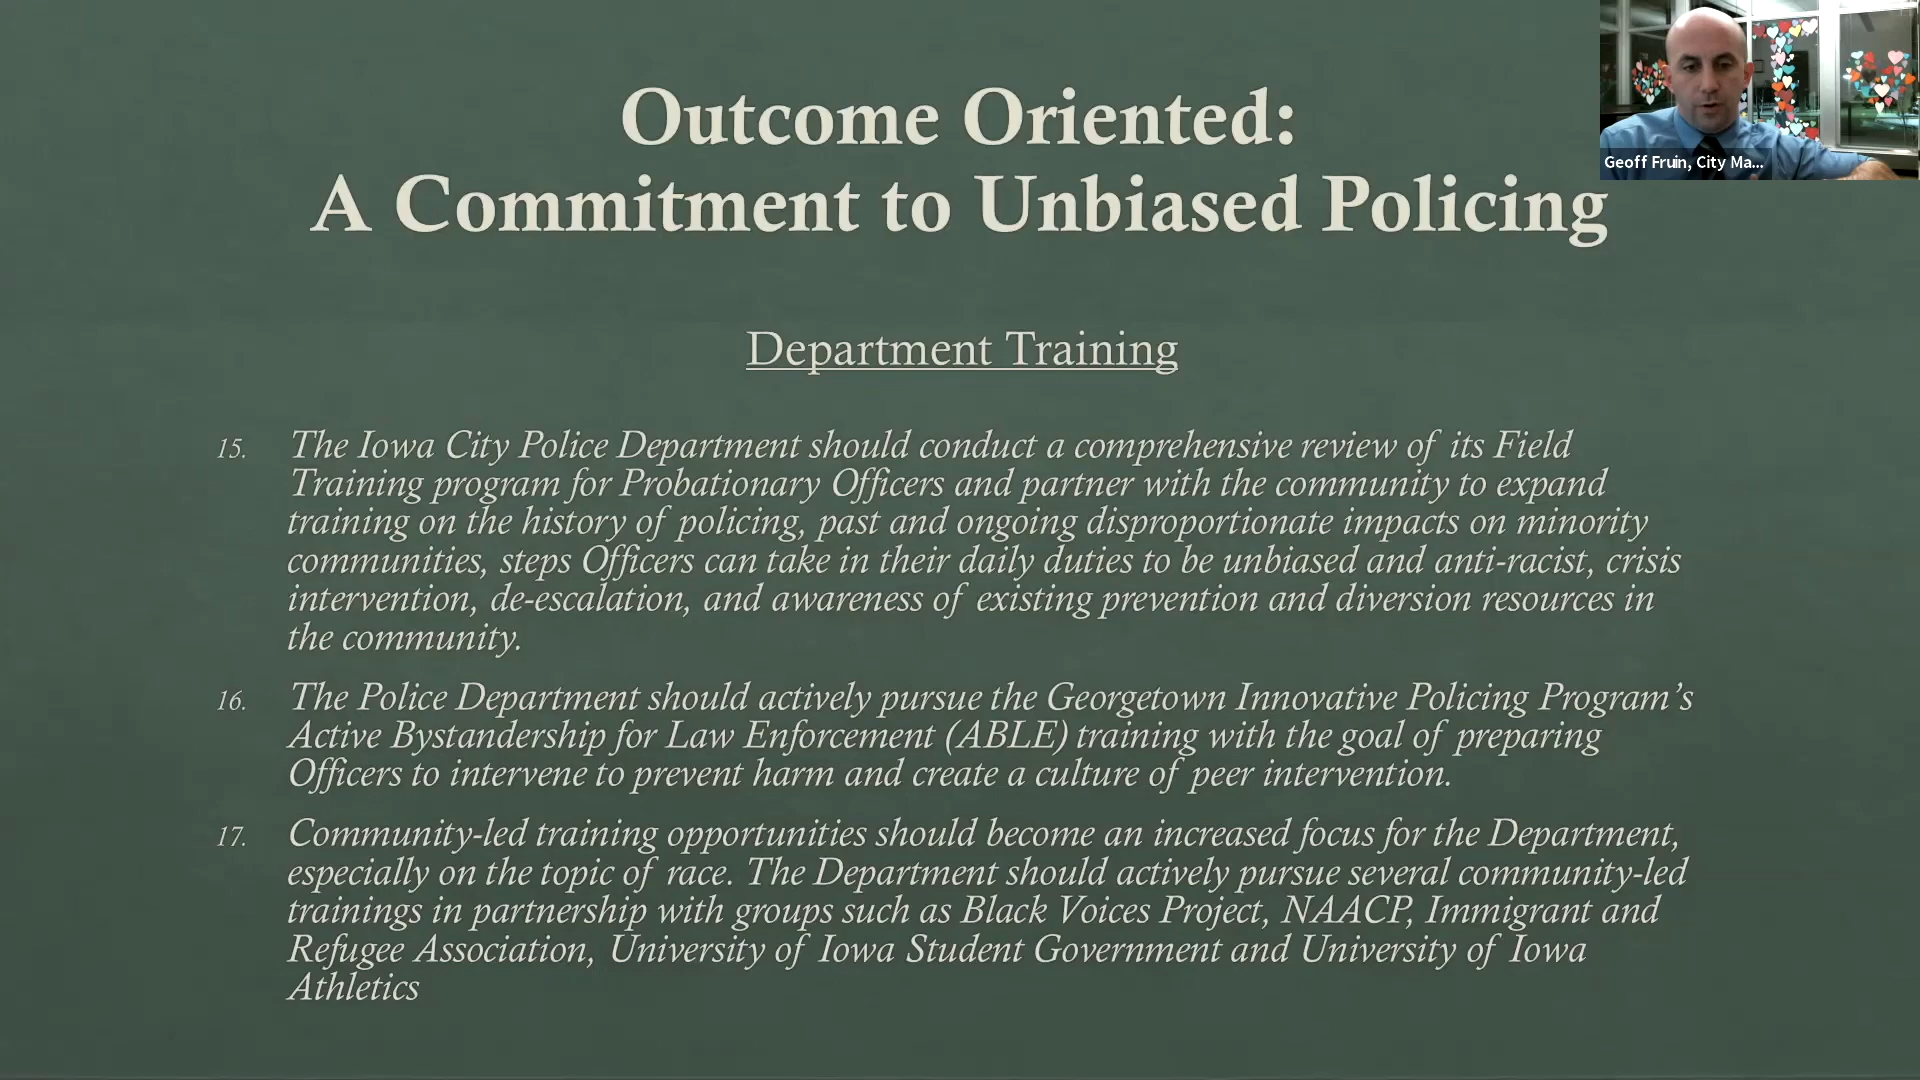 Outcome Oriented:
A Commitment to Unbiased Policing
Geoff Fruin, City Ma...
Department Training
15. The Iowa City Police Department should conduct a comprehensive review of its Field
Training program for Probationary Officers and partner with the community to expand
training on the history of policing, past and ongoing disproportionate impacts on minority
communities, steps Officers can take in their daily duties to be unbiased and anti-racist, crisis
intervention, de-escalation, and awareness of existing prevention and diversion resources in
the community.
16. The Police Department should actively pursue the Georgetown Innovative Policing Program’s
Active Bystandership for Law Enforcement (ABLE) training with the goal of preparing
Officers to intervene to prevent harm and create a culture of peer intervention.
17. Community-led training opportunities should become an increased focus for the Department,
especially on the topic of race. The Department should actively pursue several community-led
trainings in partnership with groups such as Black Voices Project, NAACP, Immigrant and
Refugee Association, University of Iowa Student Government and University of Iowa
Athletics